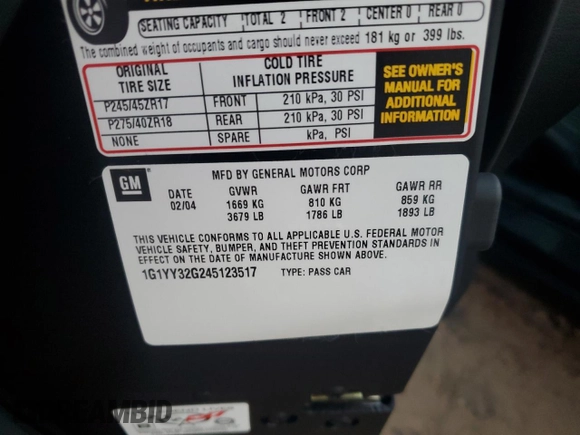 SEATING CAPACITY TOTAL 2 FRONT 2 CENTER 0 REAR 0
The combined weight of occupants and cargo should never exceed 181 kg or 399 lbs.
ORIGINAL TIRE SIZE COLD TIRE INFLATION PRESSURE
P245/45ZR17 FRONT 210 kPa, 30 PSI
P275/40ZR18 REAR 210 kPa, 30 PSI
NONE SPARE kPa, PSI
SEE OWNER'S
MANUAL FOR
ADDITIONAL
INFORMATION
GM
MFD BY GENERAL MOTORS CORP
DATE GVWR GAWR FRT GAWR RR
02/04 1669 KG 810 KG 859 KG
3679 LB 1786 LB 1893 LB
THIS VEHICLE CONFORMS TO ALL APPLICABLE U.S. FEDERAL MOTOR
VEHICLE SAFETY, BUMPER, AND THEFT PREVENTION STANDARDS IN
EFFECT ON THE DATE OF MANUFACTURE SHOWN ABOVE.
1G1YY32G245123517 TYPE: PASS CAR